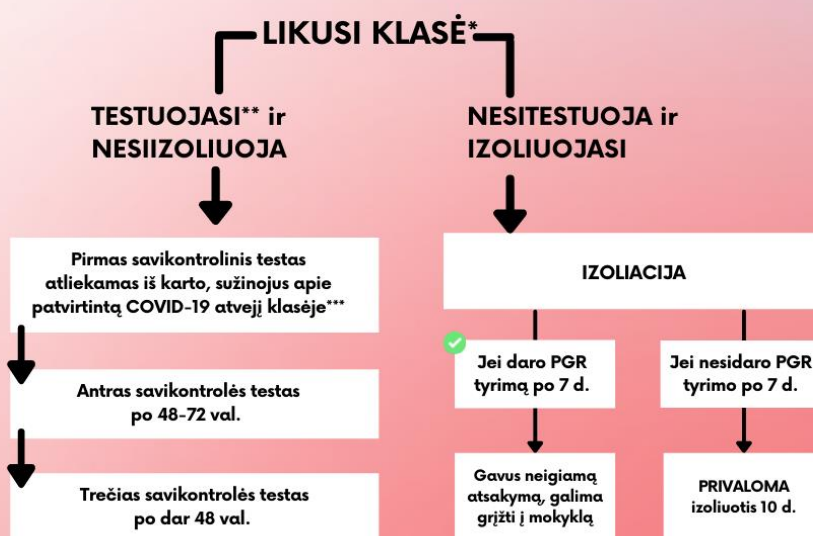 LIKUSI KLASĖ*
TESTUOJASI** ir
NESIIZOLIUOJA
Pirmas savikontrolinis testas
atliekamas iš karto, sužinojus apie
patvirtintą COVID-19 atvejį klasėje***
Antras savikontrolės testas
po 48-72 val.
Trečias savikontrolės testas
po dar 48 val.
NESITESTUOJA ir
IZOLIUOJASI
IZOLIACIJA
Jei daro PGR
tyrimą po 7 d.
Gavus neigiamą
atsakymą, galima
grįžti į mokyklą
Jei nesidaro PGR
tyrimo po 7 d.
PRIVALOMA
izoliuotis 10 d.